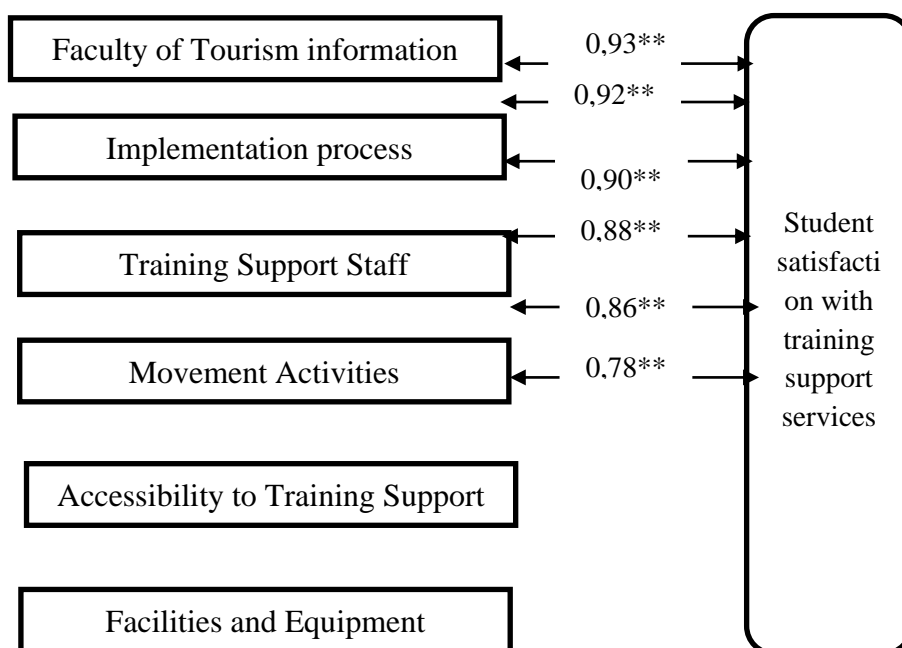 Faculty of Tourism information
0,93**
0,92**
Implementation process
0,90**
0,88**
Training Support Staff
0,86**
Movement Activities
0,78**
Accessibility to Training Support
Facilities and Equipment
Student
satisfacti
on with
training
support
services